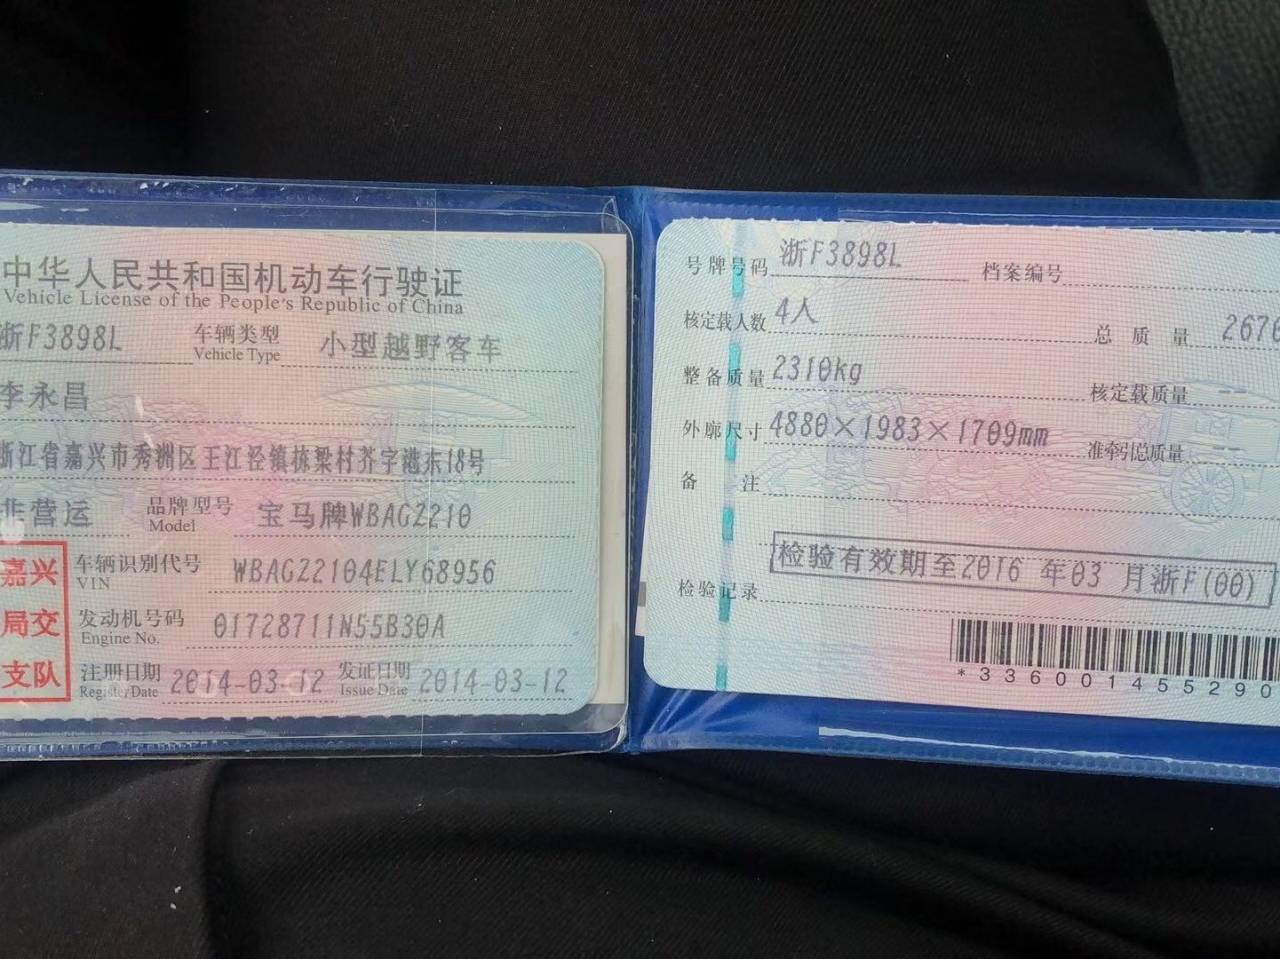 中华人民共和国机动车行驶证
Vehicle License of the People's Republic of China
浙F3898L 车辆类型 小型越野客车
Vehicle Type
李永昌
浙江省嘉兴市秀洲区王江泾镇栋梁村芥字港东18号
非营运 品牌型号 宝马牌WBAGZ210
Model
嘉兴
局交
支队
车辆识别代号 WBAGZ2104ELY68956
VIN
发动机号码 01728711N55B30A
Engine No.
注册日期 2014-03-12 发证日期 2014-03-12
Register Date Issue Date
号牌号码 浙F3898L 档案编号
核定载人数 4人 总质量 2670
整备质量 2310kg 核定载质量 --
外廓尺寸 4880×1983×1709mm 准牵引总质量
备注
检验有效期至2016 年03 月浙F(00)
检验记录
*336001455290